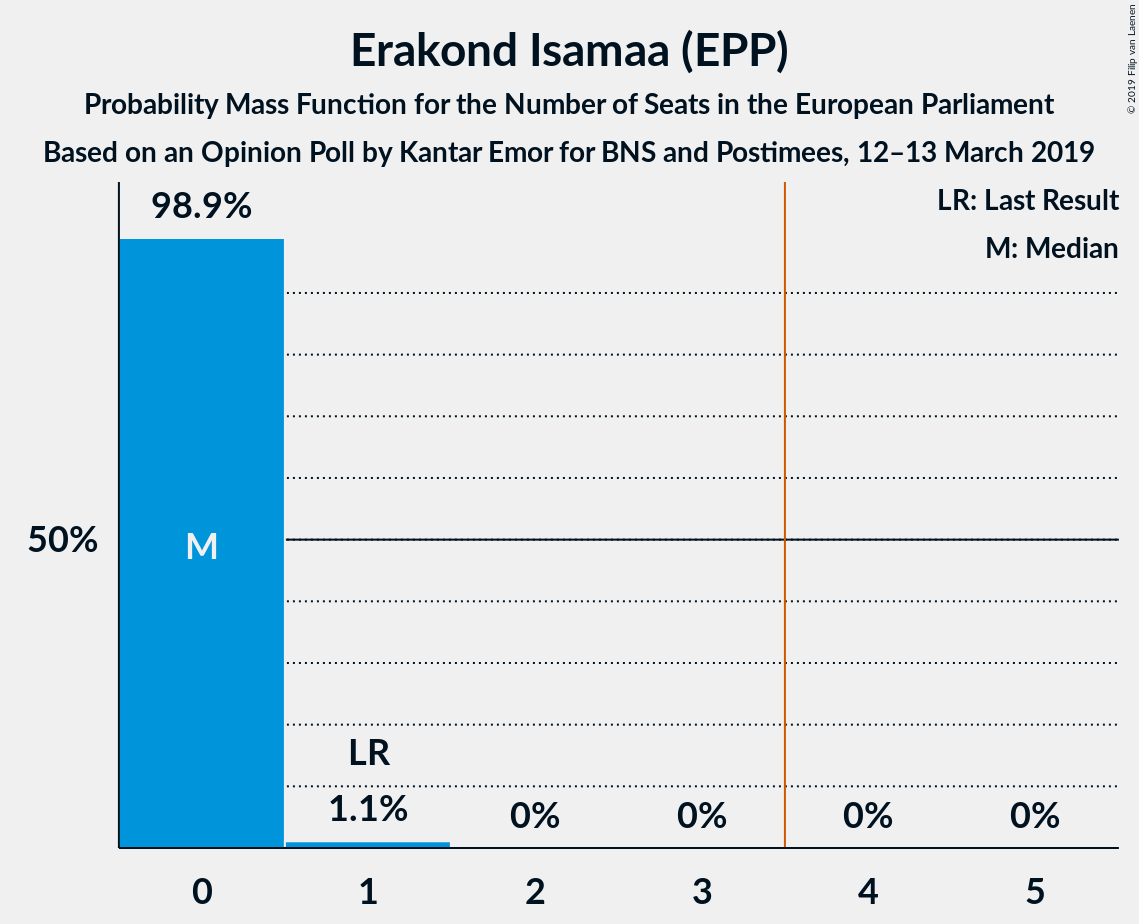 Erakond Isamaa (EPP)
Probability Mass Function for the Number of Seats in the European Parliament
Based on an Opinion Poll by Kantar Emor for BNS and Postimees, 12–13 March 2019
© 2019 Filip van Laenen
LR: Last Result
M: Median
98.9%
50%
M
LR
1.1%
0%
0%
0%
0%
0
1
2
3
4
5